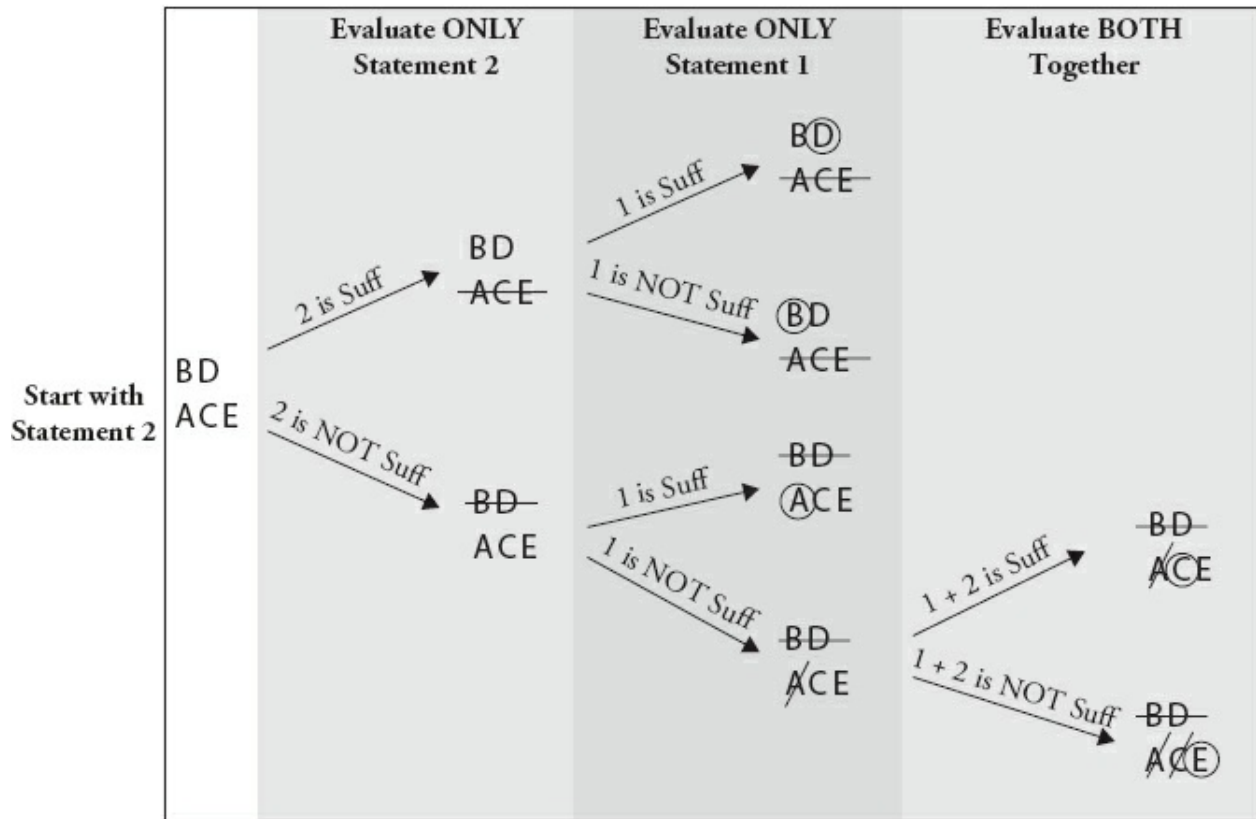 Evaluate ONLY
Statement 2
Evaluate ONLY
Statement 1
Evaluate BOTH
Together
Start with
Statement 2
BD
ACE
2 is Suff
BD
ACE
1 is Suff
BD
ACE
1 is NOT Suff
BD
ACE
2 is NOT Suff
BD
ACE
1 is Suff
BD
ACE
1 is NOT Suff
BD
ACE
1 + 2 is Suff
BD
ACE
1 + 2 is NOT Suff
BD
ACE